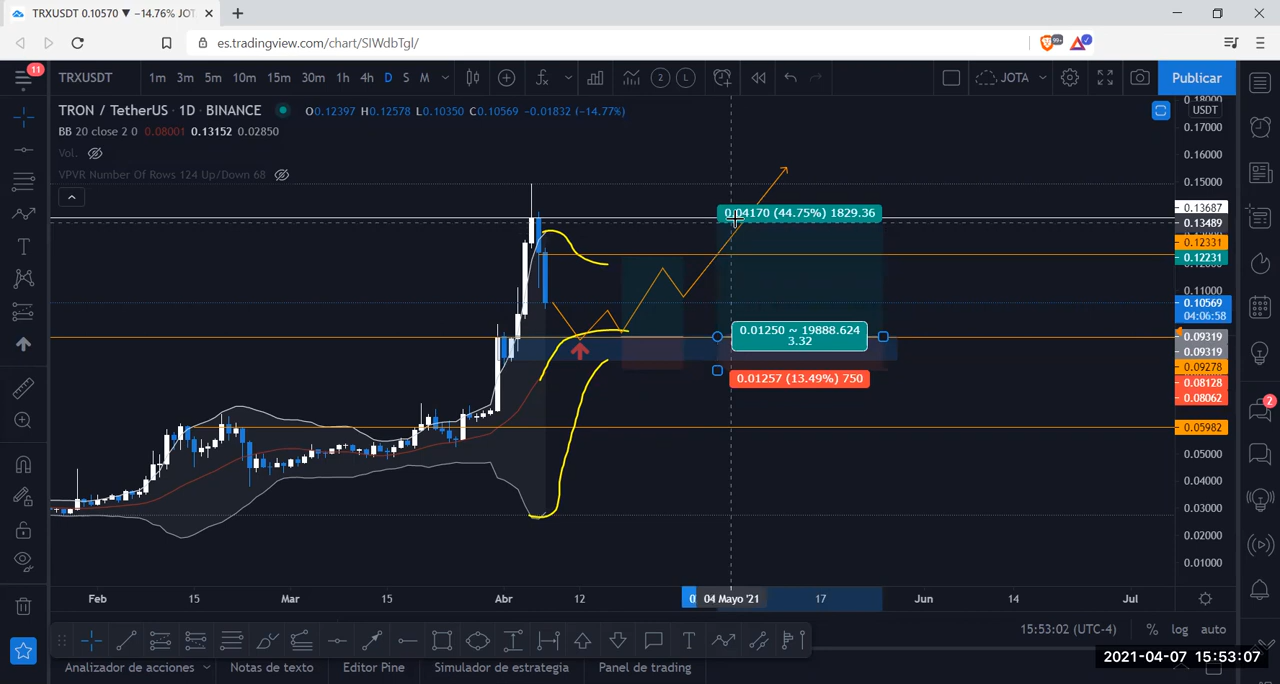 TRXUSDT 0.10570 ▼ −14.76% JOT
es.tradingview.com/chart/SIWdbTgl/
99+
11
TRXUSDT 1m 3m 5m 10m 15m 30m 1h 4h D S M 2 L JOTA Publicar
TRON / TetherUS · 1D · BINANCE O0.12397 H0.12578 L0.10350 C0.10569 −0.01832 (−14.77%)
BB 20 close 2 0 0.08001 0.13152 0.02850
Vol.
VPVR Number Of Rows 124 Up/Down 68
0.18000
USDT
0.17000
0.16000
0.15000
0.13687
0.13489
0.12331
0.12231
0.11000
0.10569
04:06:58
0.09319
0.09319
0.09278
0.08128
0.08062
0.05982
0.05000
0.04000
0.03000
0.02000
0.01000
0.04170 (44.75%) 1829.36
0.01250 ~ 19888.624
3.32
0.01257 (13.49%) 750
2
Feb 15 Mar 15 Abr 12 04 Mayo '21 17 Jun 14 Jul
15:53:02 (UTC-4) % log auto
Analizador de acciones Notas de texto Editor Pine Simulador de estrategia Panel de trading
2021-04-07 15:53:07